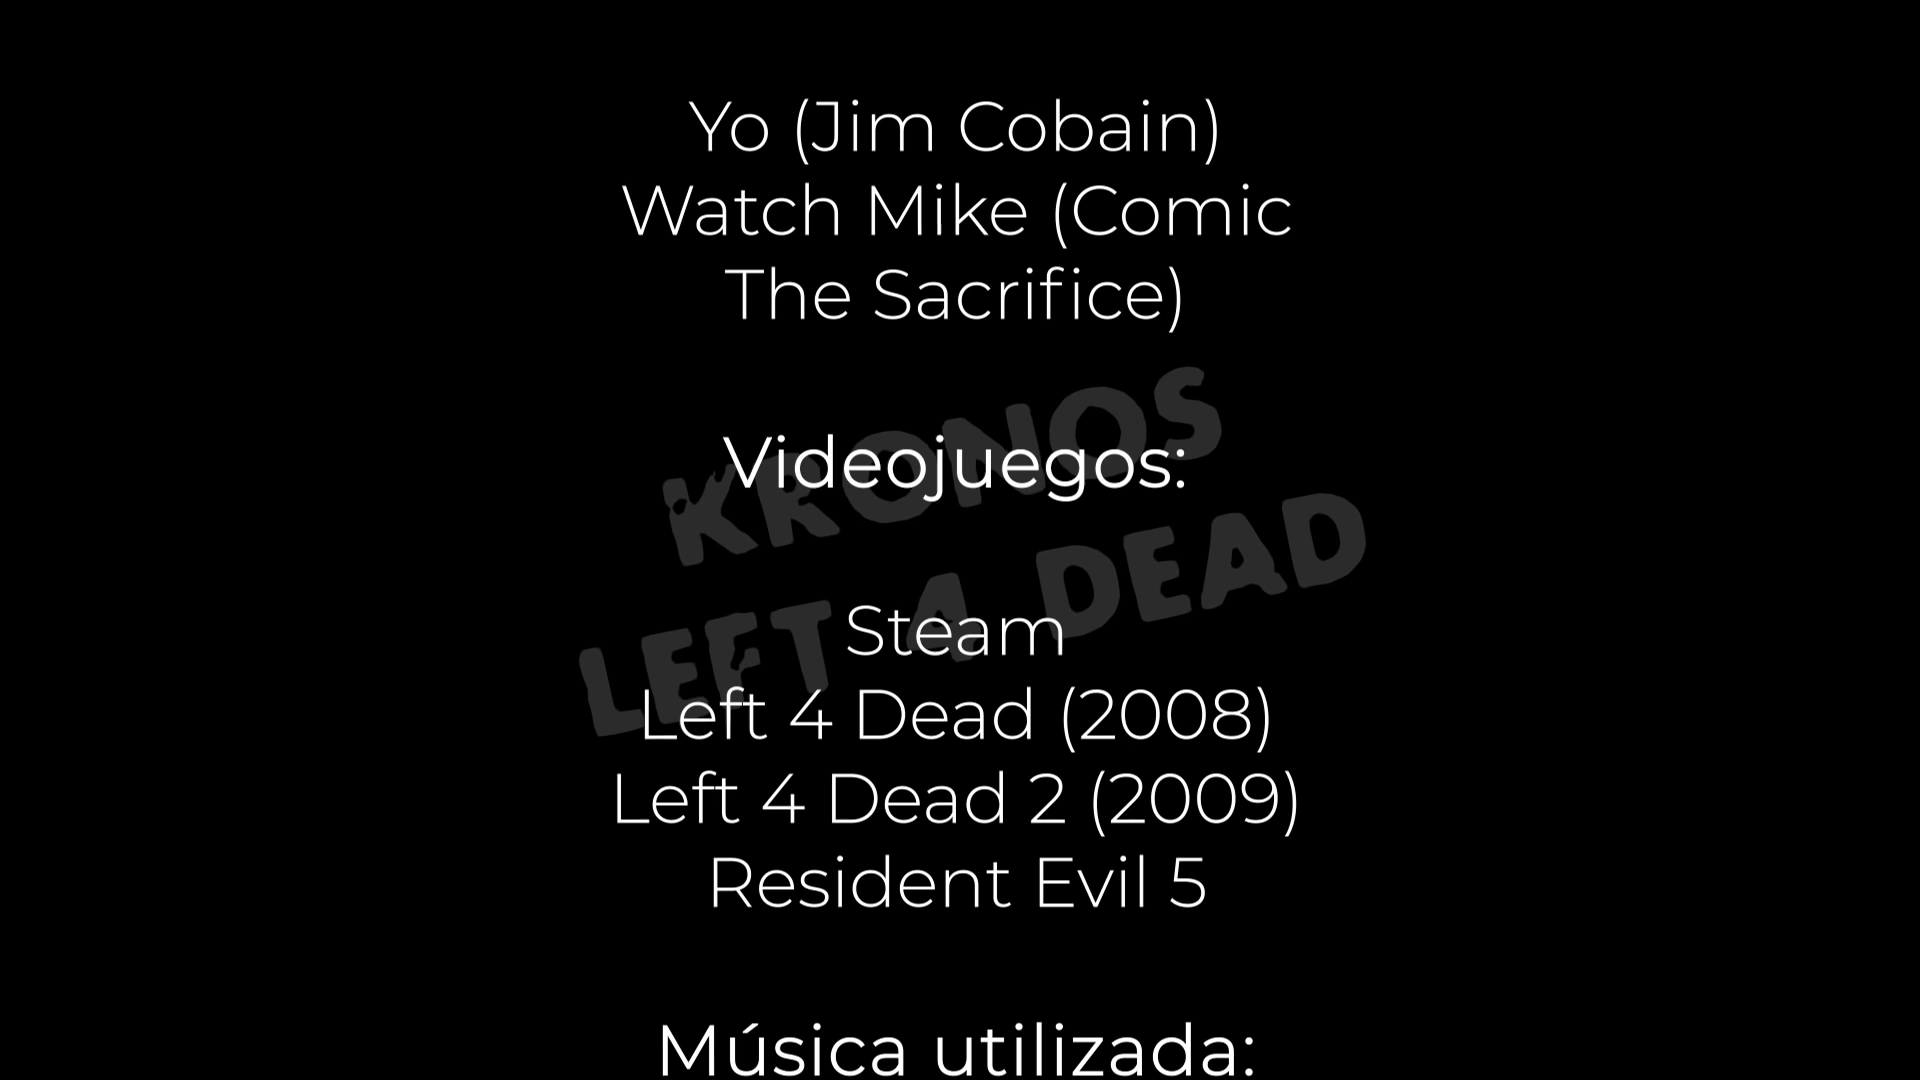 Yo (Jim Cobain)
Watch Mike (Comic
The Sacrifice)
KRONOS
Videojuegos:
LEFT 4 DEAD
Steam
Left 4 Dead (2008)
Left 4 Dead 2 (2009)
Resident Evil 5
Música utilizada: